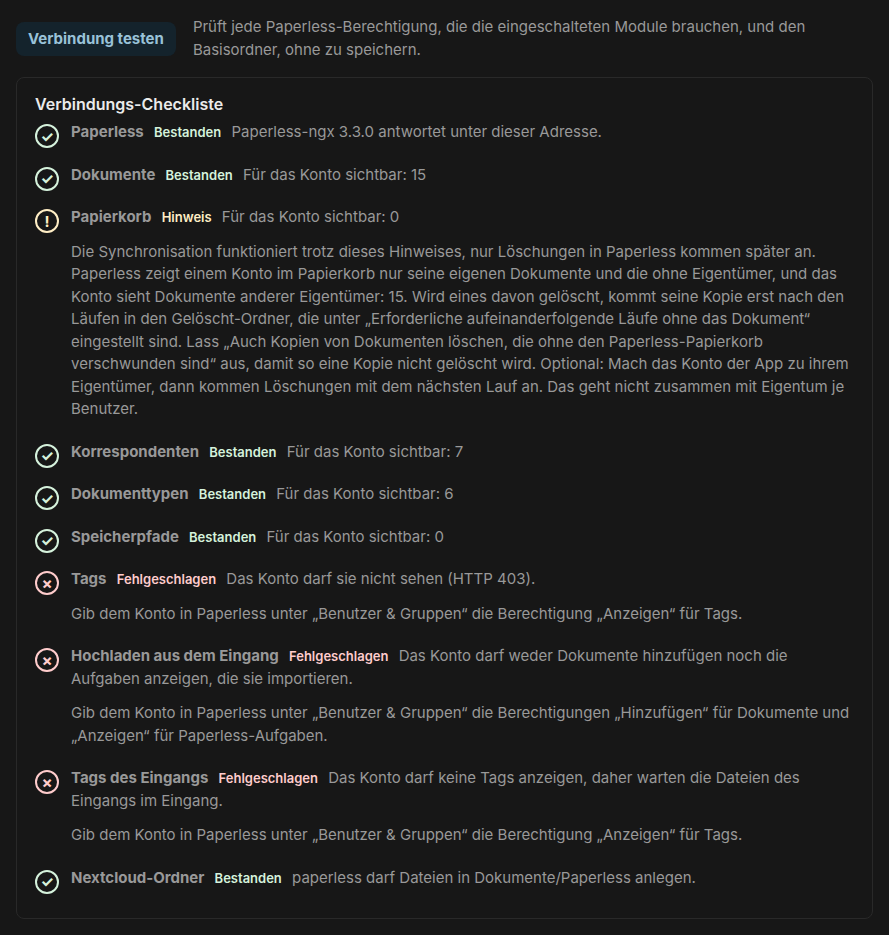 Verbindung testen
Prüft jede Paperless-Berechtigung, die die eingeschalteten Module brauchen, und den
Basisordner, ohne zu speichern.
Verbindungs-Checkliste
Paperless Bestanden Paperless-ngx 3.3.0 antwortet unter dieser Adresse.
Dokumente Bestanden Für das Konto sichtbar: 15
Papierkorb Hinweis Für das Konto sichtbar: 0
Die Synchronisation funktioniert trotz dieses Hinweises, nur Löschungen in Paperless kommen später an.
Paperless zeigt einem Konto im Papierkorb nur seine eigenen Dokumente und die ohne Eigentümer, und das
Konto sieht Dokumente anderer Eigentümer: 15. Wird eines davon gelöscht, kommt seine Kopie erst nach den
Läufen in den Gelöscht-Ordner, die unter „Erforderliche aufeinanderfolgende Läufe ohne das Dokument“
eingestellt sind. Lass „Auch Kopien von Dokumenten löschen, die ohne den Paperless-Papierkorb
verschwunden sind“ aus, damit so eine Kopie nicht gelöscht wird. Optional: Mach das Konto der App zu ihrem
Eigentümer, dann kommen Löschungen mit dem nächsten Lauf an. Das geht nicht zusammen mit Eigentum je
Benutzer.
Korrespondenten Bestanden Für das Konto sichtbar: 7
Dokumenttypen Bestanden Für das Konto sichtbar: 6
Speicherpfade Bestanden Für das Konto sichtbar: 0
Tags Fehlgeschlagen Das Konto darf sie nicht sehen (HTTP 403).
Gib dem Konto in Paperless unter „Benutzer & Gruppen“ die Berechtigung „Anzeigen“ für Tags.
Hochladen aus dem Eingang Fehlgeschlagen Das Konto darf weder Dokumente hinzufügen noch die
Aufgaben anzeigen, die sie importieren.
Gib dem Konto in Paperless unter „Benutzer & Gruppen“ die Berechtigungen „Hinzufügen“ für Dokumente und
„Anzeigen“ für Paperless-Aufgaben.
Tags des Eingangs Fehlgeschlagen Das Konto darf keine Tags anzeigen, daher warten die Dateien des
Eingangs im Eingang.
Gib dem Konto in Paperless unter „Benutzer & Gruppen“ die Berechtigung „Anzeigen“ für Tags.
Nextcloud-Ordner Bestanden paperless darf Dateien in Dokumente/Paperless anlegen.